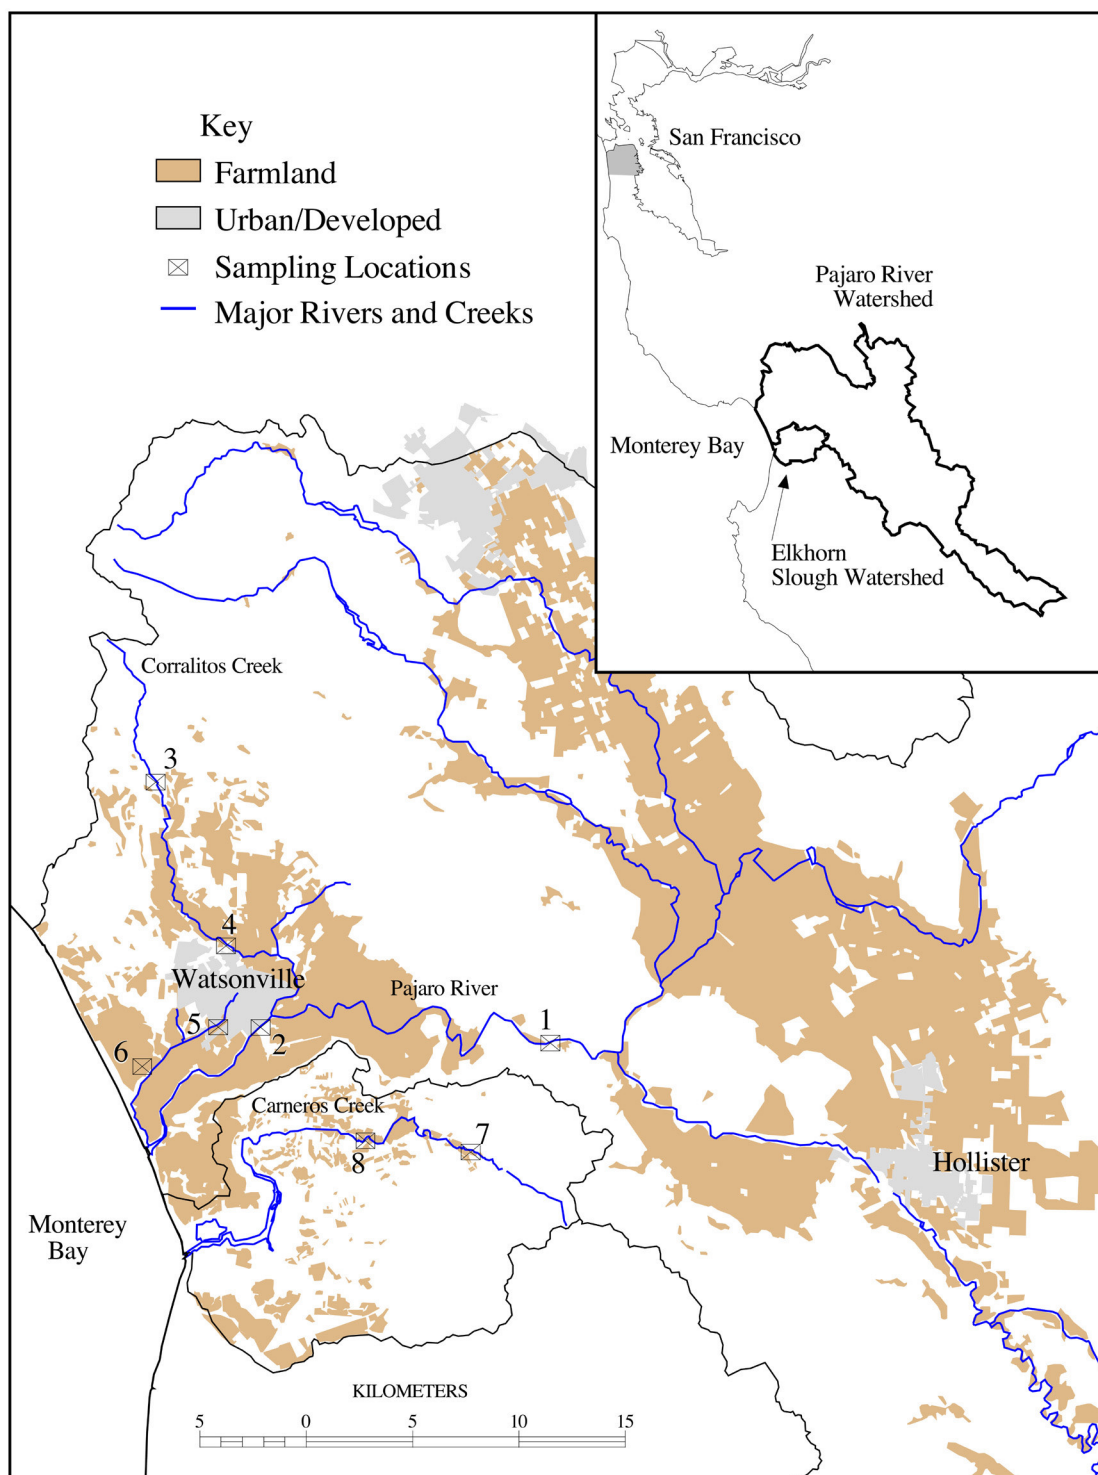 Key
Farmland
Urban/Developed
Sampling Locations
Major Rivers and Creeks
San Francisco
Pajaro River
Watershed
Monterey Bay
Elkhorn
Slough Watershed
Corralitos Creek
3
4
Watsonville
Pajaro River
5
2
1
6
Carneros Creek
7
8
Hollister
Monterey
Bay
KILOMETERS
5 0 5 10 15